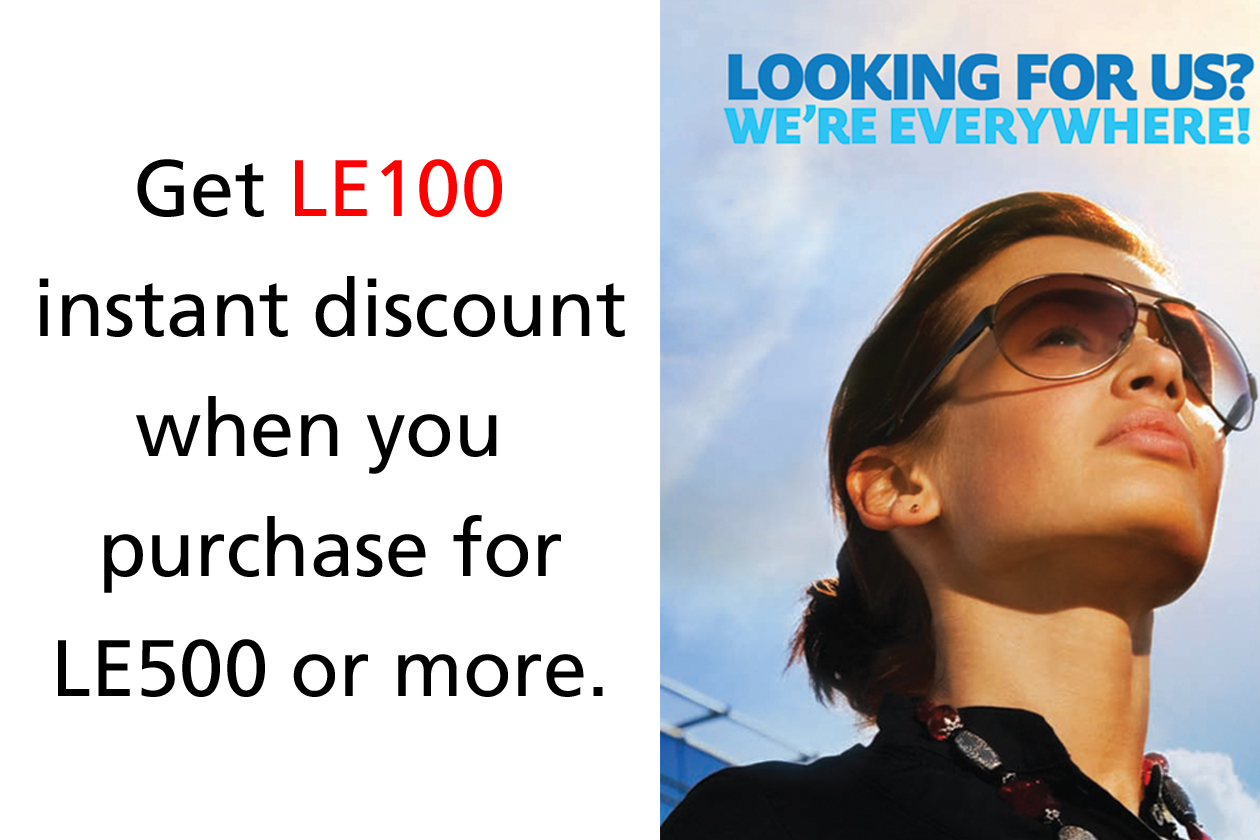 Get LE100
instant discount
when you
purchase for
LE500 or more.
LOOKING FOR US?
WE'RE EVERYWHERE!